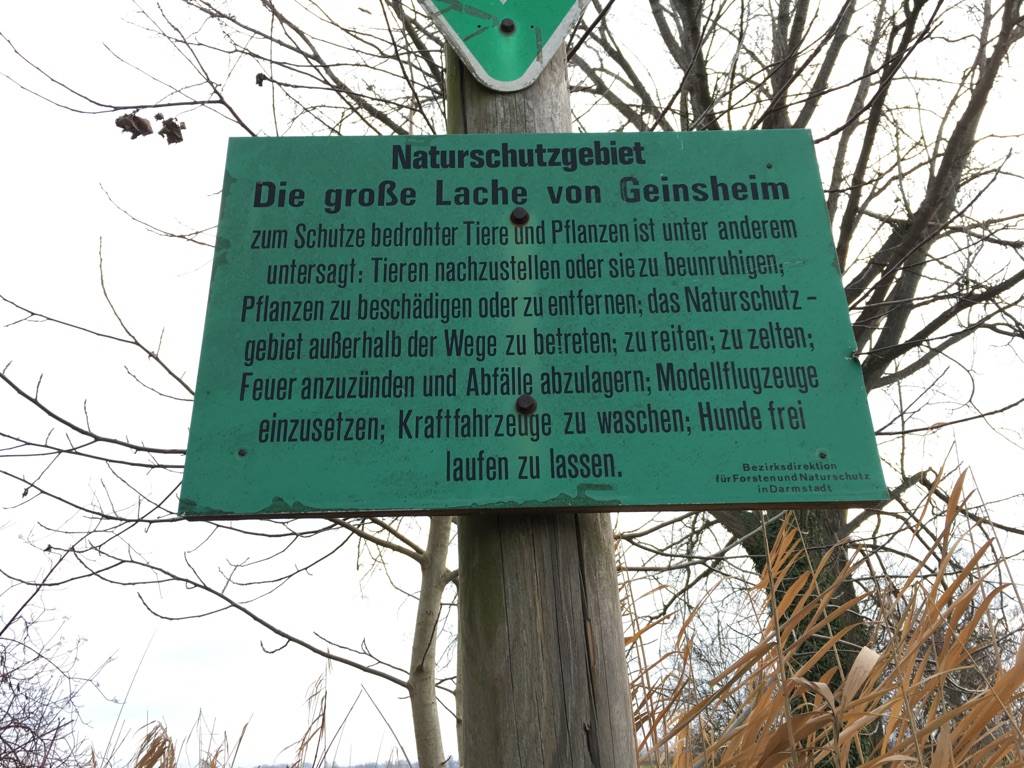 Naturschutzgebiet
Die große Lache von Geinsheim
zum Schutze bedrohter Tiere und Pflanzen ist unter anderem
untersagt: Tieren nachzustellen oder sie zu beunruhigen;
Pflanzen zu beschädigen oder zu entfernen; das Naturschutz-
gebiet außerhalb der Wege zu betreten; zu reiten; zu zelten;
Feuer anzuzünden und Abfälle abzulagern; Modellflugzeuge
einzusetzen; Kraftfahrzeuge zu waschen; Hunde frei
laufen zu lassen.
Bezirksdirektion
für Forsten und Naturschutz
in Darmstadt